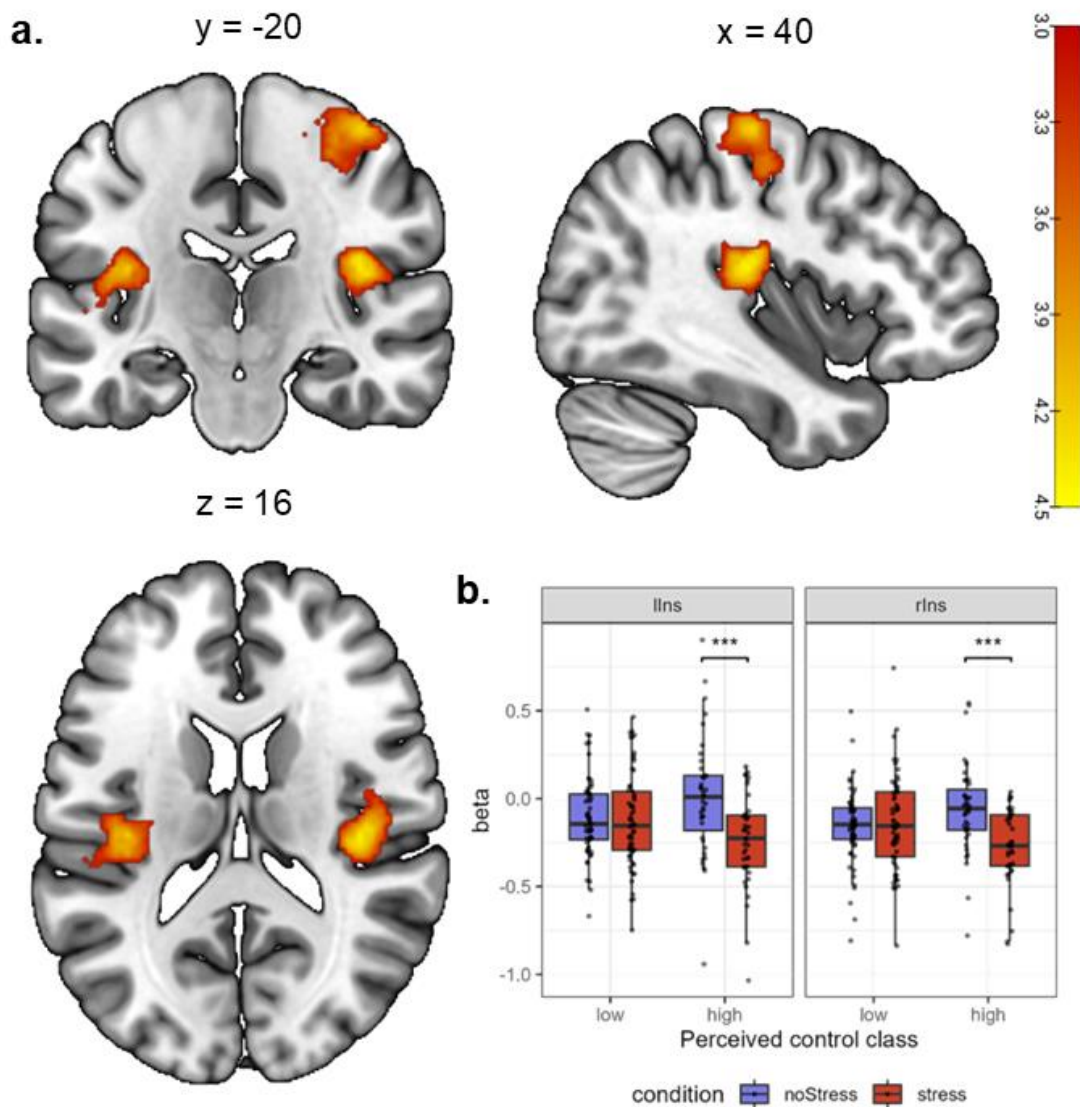 a.
y = -20
x = 40
3.0
3.3
3.6
3.9
4.2
4.5
z = 16
b.
lIns
rIns
***
***
0.5
0.0
-0.5
-1.0
beta
low
high
low
high
Perceived control class
condition noStress stress